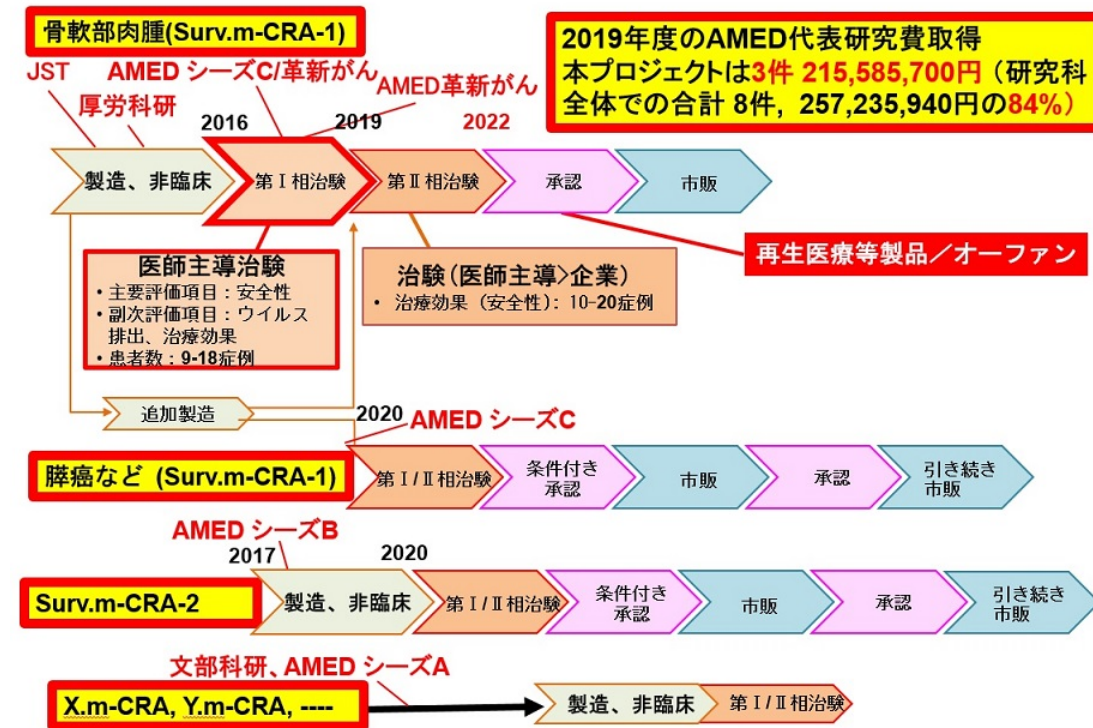 骨軟部肉腫(Surv.m-CRA-1)
2019年度のAMED代表研究費取得
本プロジェクトは3件 215,585,700円（研究科
全体での合計 8件, 257,235,940円の84%）
JST
AMED シーズC/革新がん
AMED革新がん
厚労科研
2016
2019
2022
製造、非臨床
第Ⅰ相治験
第Ⅱ相治験
承認
市販
再生医療等製品／オーファン
医師主導治験
・主要評価項目：安全性
・副次評価項目：ウイルス
排出、治療効果
・患者数：9-18症例
治験（医師主導>企業）
・ 治療効果（安全性）：10-20症例
追加製造
2020
AMED シーズC
膵癌など (Surv.m-CRA-1)
第Ⅰ/Ⅱ相治験
条件付き
承認
市販
承認
引き続き
市販
AMED シーズB
2017
2020
Surv.m-CRA-2
製造、非臨床
第Ⅰ/Ⅱ相治験
条件付き
承認
市販
承認
引き続き
市販
文部科研、AMED シーズA
X.m-CRA, Y.m-CRA, ----
製造、非臨床
第Ⅰ/Ⅱ相治験